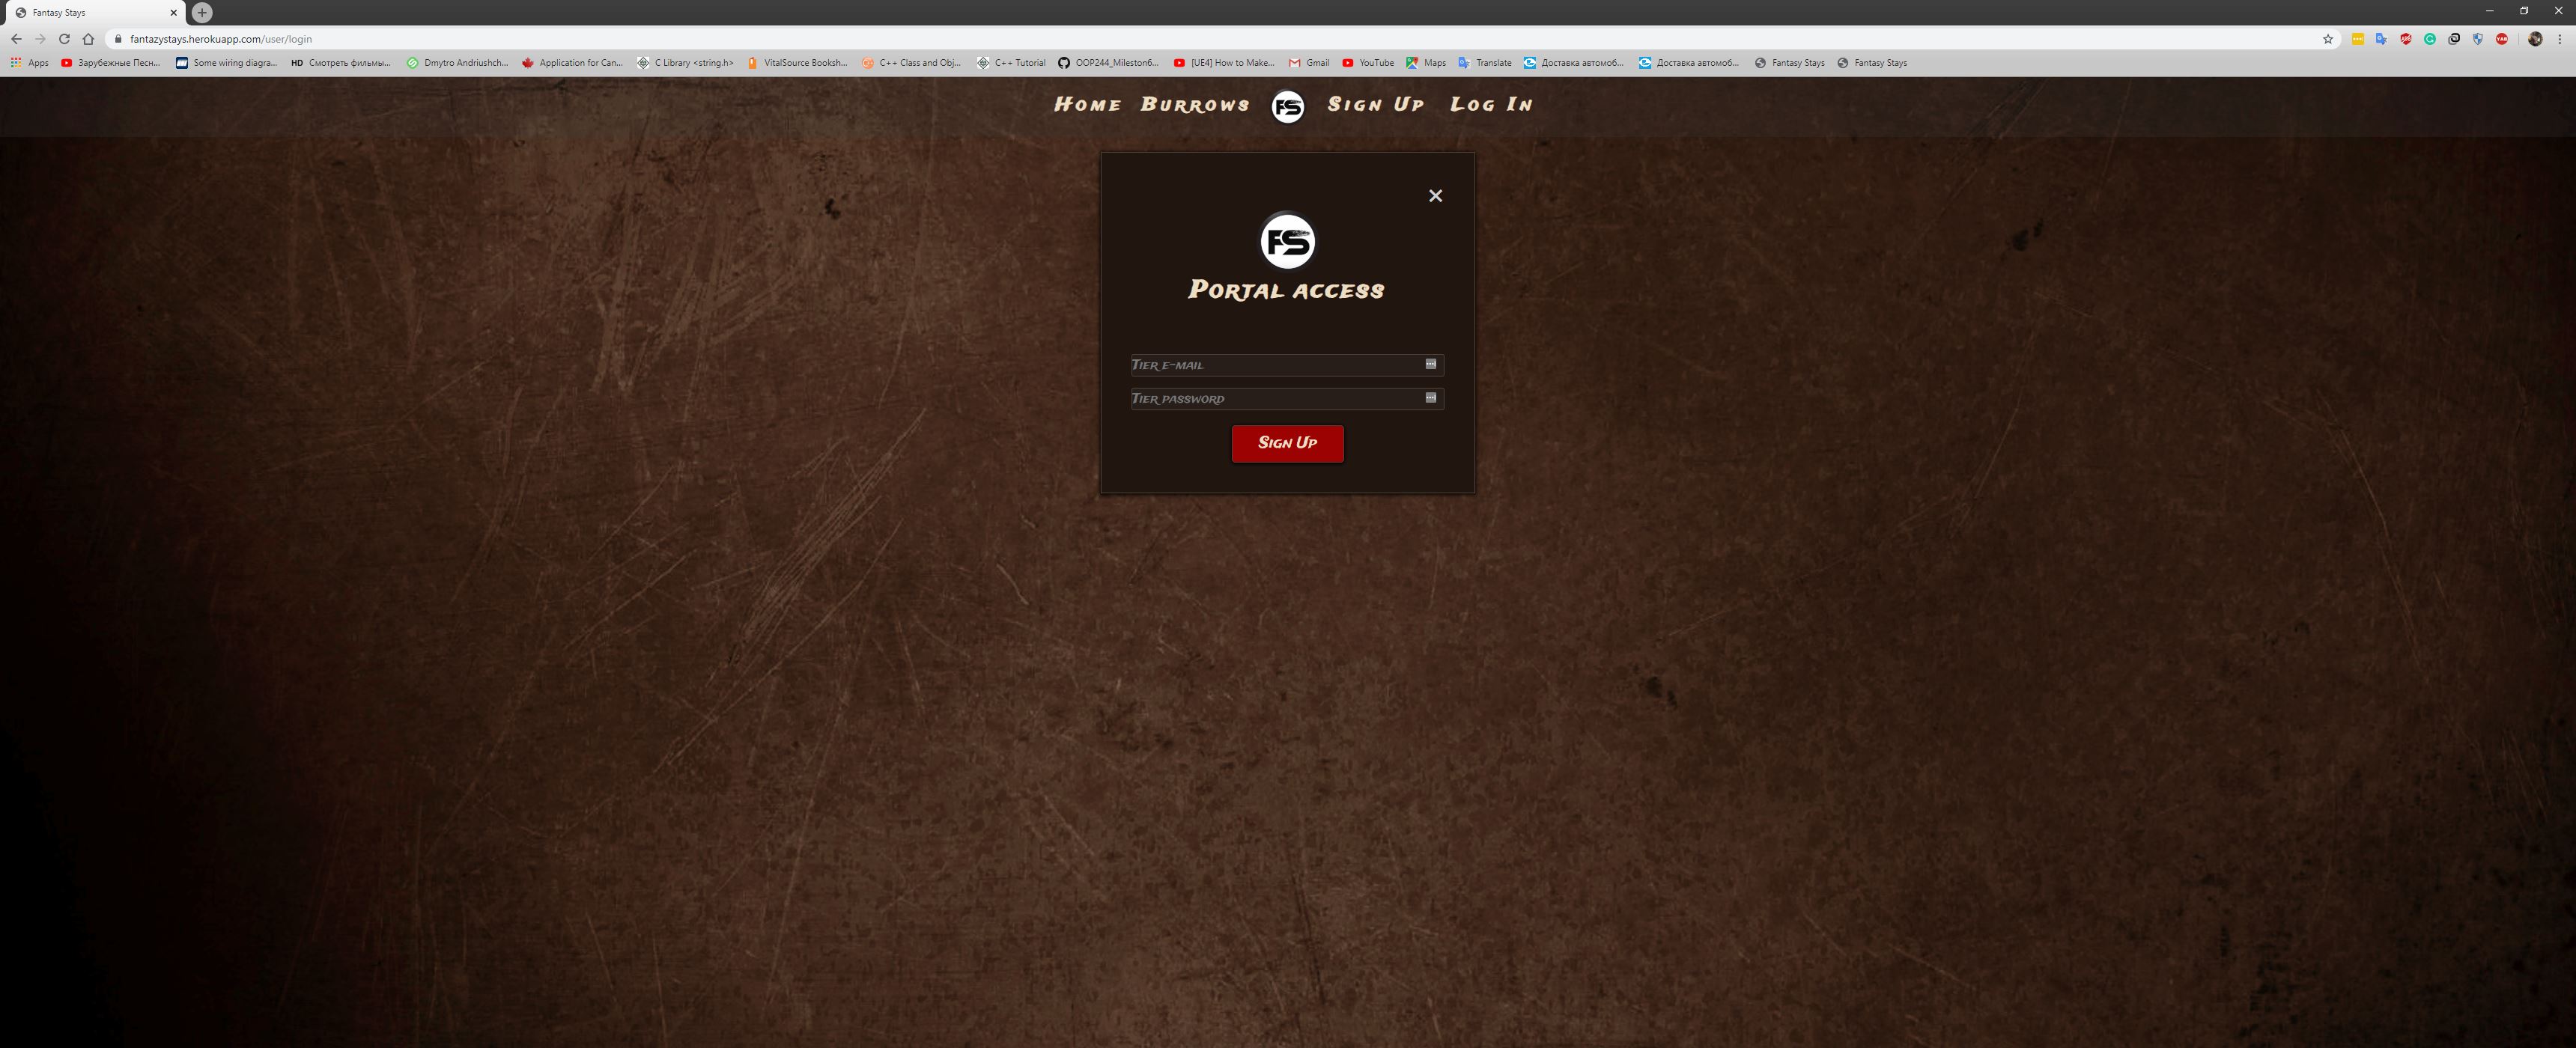 Fantasy Stays
fantazystays.herokuapp.com/user/login
Apps Зарубежные Песн... Some wiring diagra... HD Смотреть фильмы... Dmytro Andriushch... Application for Can... C Library <string.h> VitalSource Booksh... C++ Class and Obj... C++ Tutorial OOP244_Mileston6... [UE4] How to Make... Gmail YouTube Maps Translate Доставка автомоб... Доставка автомоб... Fantasy Stays Fantasy Stays
Home Burrows FS Sign Up Log In
FS
Portal access
Tier e-mail
Tier password
Sign Up